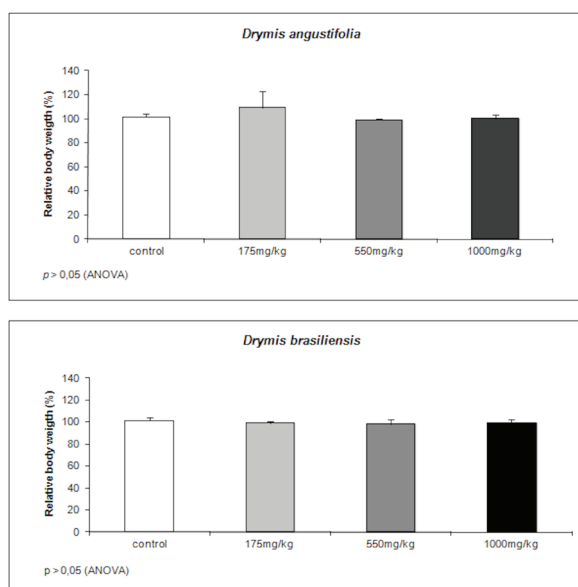 Drymis angustifolia
Relative body weigth (%)
140
120
100
80
60
40
20
0
control 175mg/kg 550mg/kg 1000mg/kg
p > 0,05 (ANOVA)
Drymis brasiliensis
Relative body weigth (%)
140
120
100
80
60
40
20
0
control 175mg/kg 550mg/kg 1000mg/kg
p > 0,05 (ANOVA)